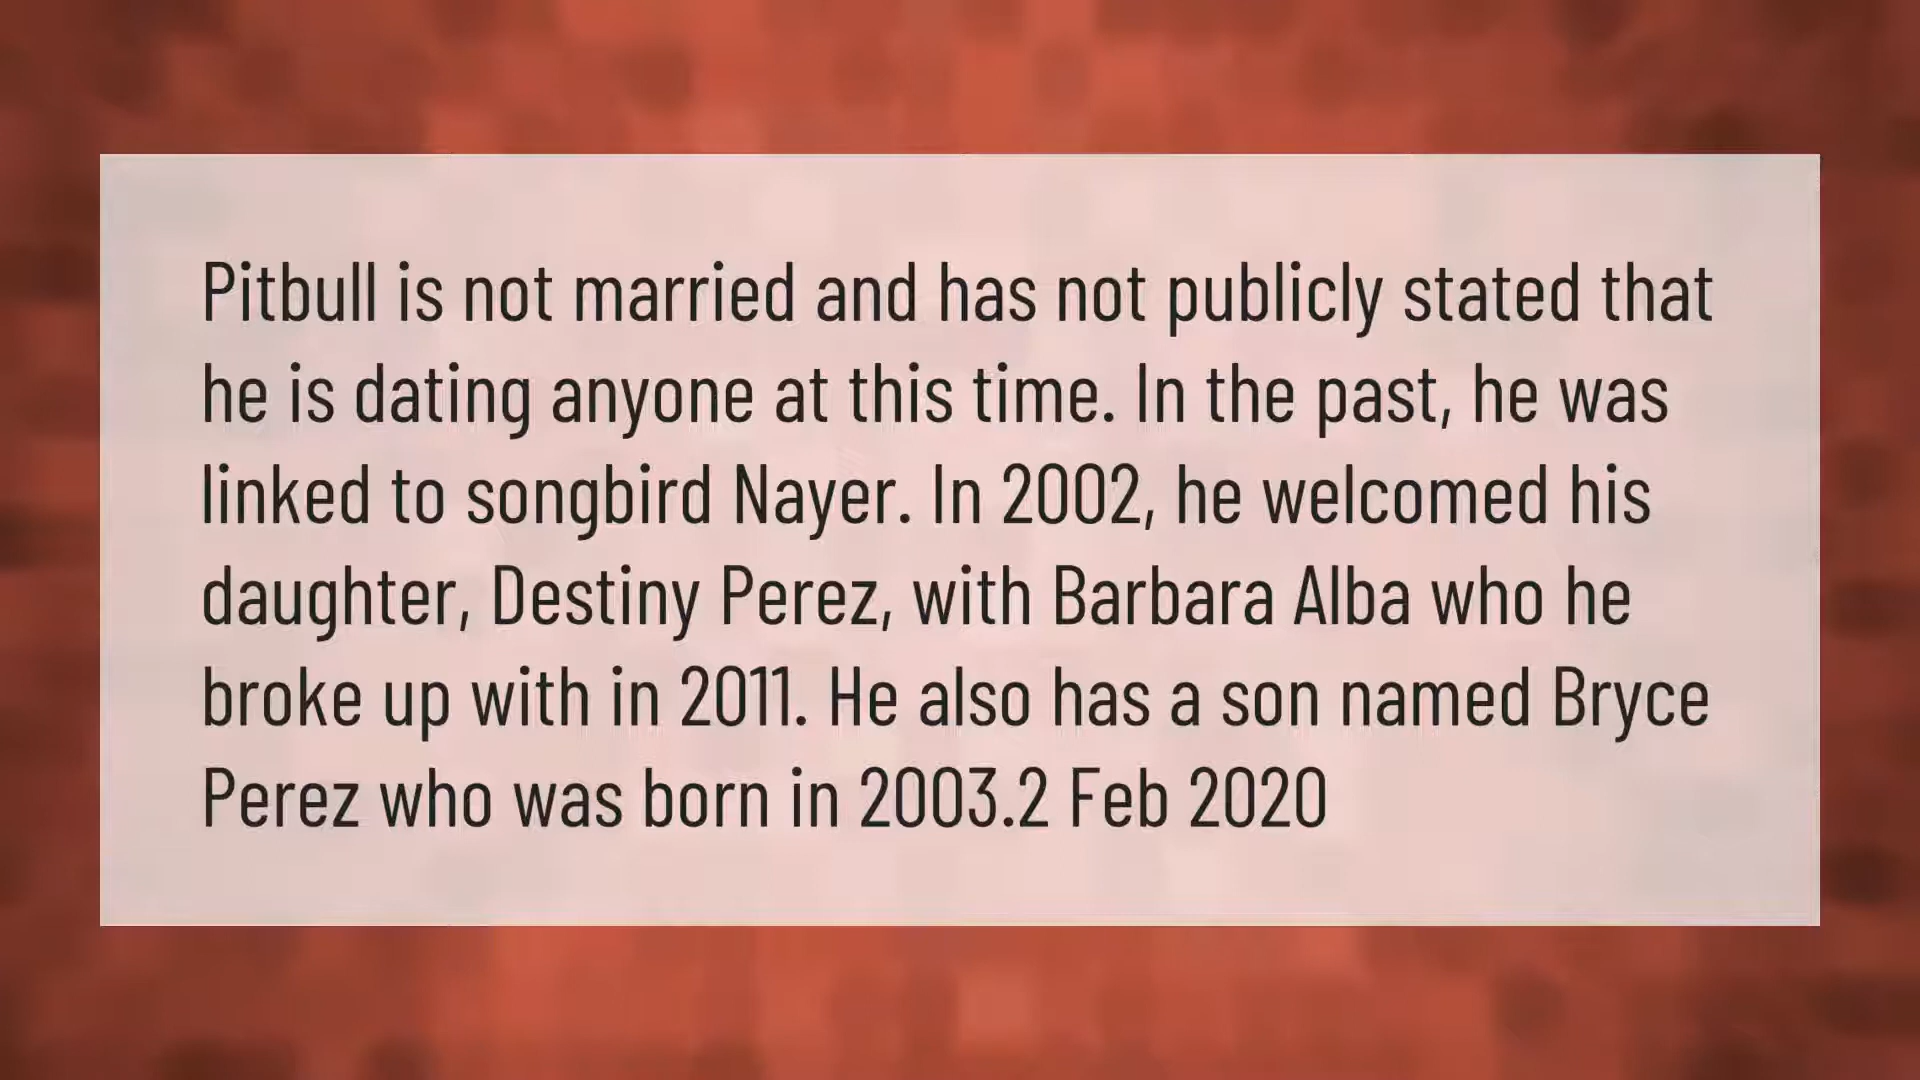 Pitbull is not married and has not publicly stated that
he is dating anyone at this time. In the past, he was
linked to songbird Nayer. In 2002, he welcomed his
daughter, Destiny Perez, with Barbara Alba who he
broke up with in 2011. He also has a son named Bryce
Perez who was born in 2003.2 Feb 2020